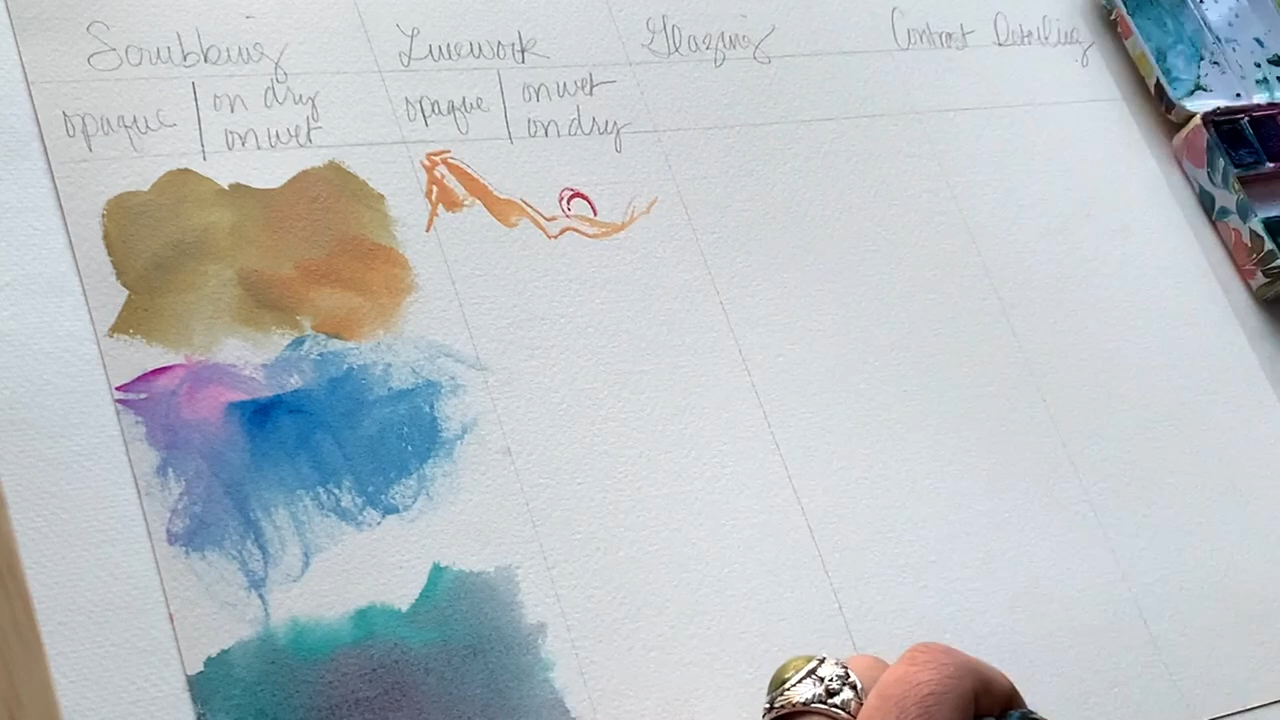 Scrubbing Linework Glazing Contrast Detailing
opaque | on dry opaque | on wet
on wet on dry